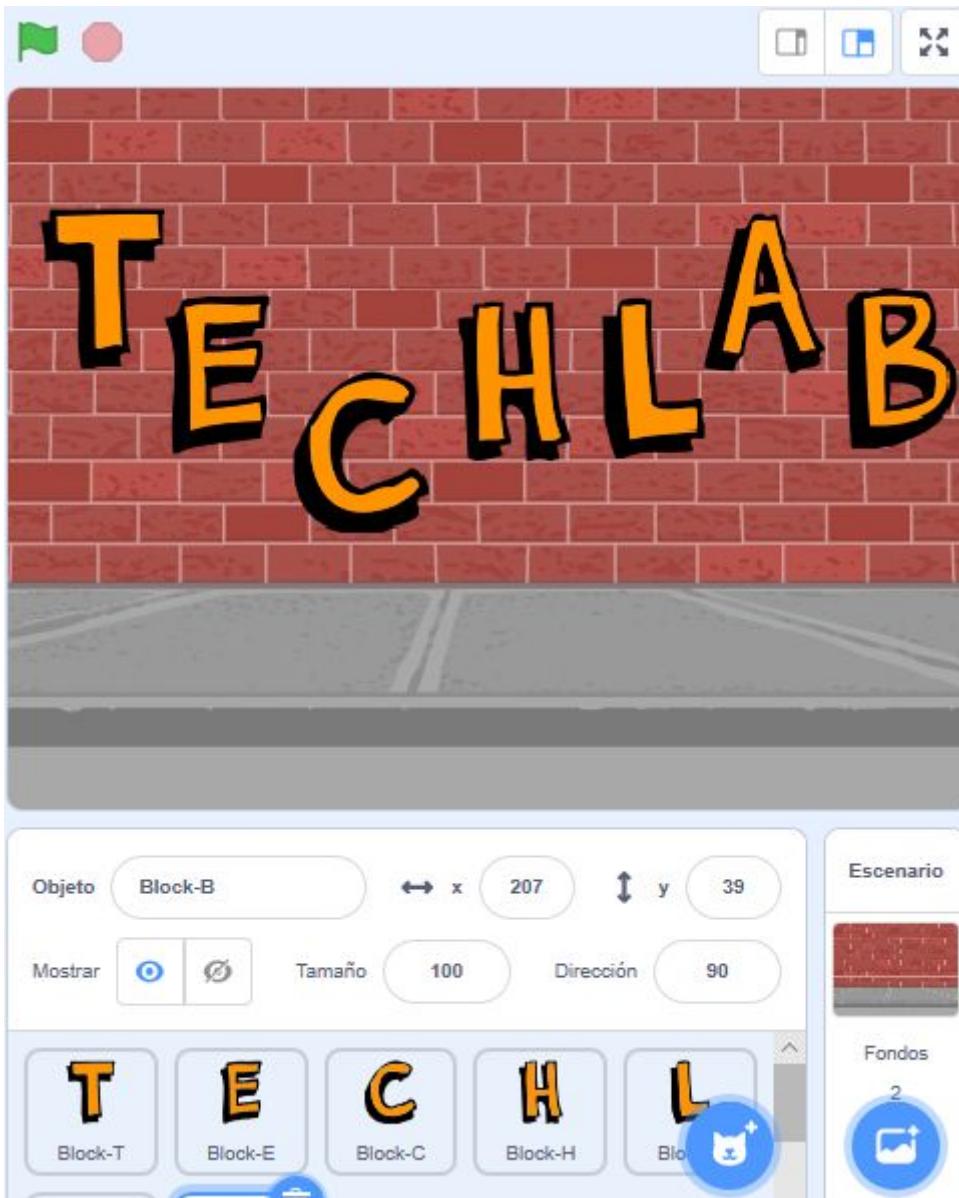 TECHLAB
Objeto Block-B x 207 y 39
Escenario
Mostrar Tamaño 100 Dirección 90
T E C H L
Fondos
Block-T Block-E Block-C Block-H
2